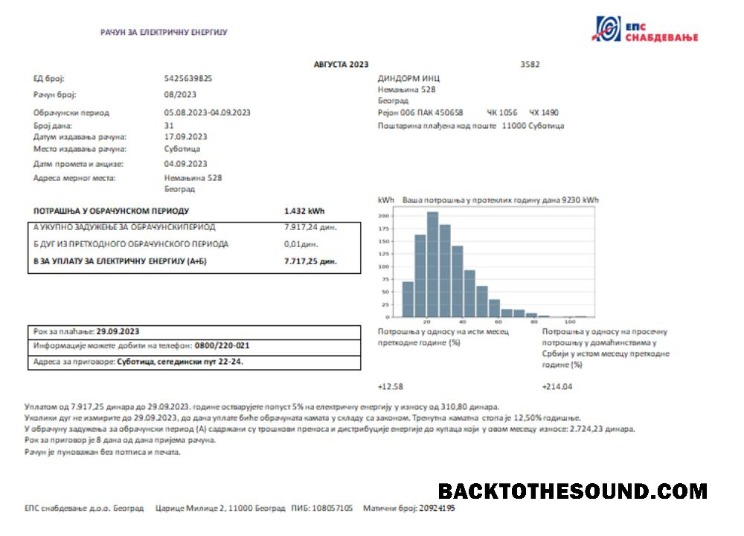 РАЧУН ЗА ЕЛЕКТРИЧНУ ЕНЕРГИЈУ
ЕПС
СНАБДЕВАЊЕ
АВГУСТА 2023
3582
ЕД број: 5425639825
Рачун број: 08/2023
Обрачунски период 05.08.2023-04.09.2023
Број дана: 31
Датум издавања рачуна: 17.09.2023
Место издавања рачуна: Суботица
Датм промета и акцизе: 04.09.2023
Адреса мерног места: Немањина 528
Београд
ДИНДОРМ ИНЦ
Немањина 528
Београд
Рејон 006 ПАК 450658 ЧК 1056 ЧХ 1490
Поштарина плаћена код поште 11000 Суботица
ПОТРАШЊА У ОБРАЧУНСКОМ ПЕРИОДУ 1.432 kWh
А УКУПНО ЗАДУЖЕЊЕ ЗА ОБРАЧУНСКИПЕРИОД 7.917,24 дин.
Б ДУГ ИЗ ПРЕТХОДНОГ ОБРАЧУНСКОГ ПЕРИОДА 0,01дин.
В ЗА УПЛАТУ ЗА ЕЛЕКТРИЧНУ ЕНЕРГИЈУ (А+Б) 7.717,25 дин.
kWh Ваша потрошња у протеклих годину дана 9230 kWh
200
175
150
125
100
75
50
25
0
20 40 60 80 100
Рок за плаћање: 29.09.2023
Информације можете добити на телефон: 0800/220-021
Адреса за приговоре: Суботица, сегедински пут 22-24.
Потрошња у односу на исти месец
претходне године (%)
+12.58
Потрошња у односу на просечну
потрошњу у домаћинствима у
Србији у истом месецу претходне
године (%)
+214.04
Уплатом од 7.917,25 динара до 29.09.2023. године остварујете попуст 5% на електричну енергију у износу од 310,80 динара.
Уколики дуг не измирите до 29.09.2023, до дана уплате биће обрачуната камата у складу са законом. Тренутна каматна стопа је 12,50% годишње.
У обрачуну задужења за обрачунски период (А) садржани су трошкови преноса и дистрибуције енергије до купаца који у овом месецу износе: 2.724,23 динара.
Рок за приговор је 8 дана од дана пријема рачуна.
Рачун је пуноважан без потписа и печата.
BACKTOTHESOUND.COM
ЕПС снабдевање д.о.о. Београд Царице Милице 2, 11000 Београд ПИБ: 108057105 Матични број: 20924195